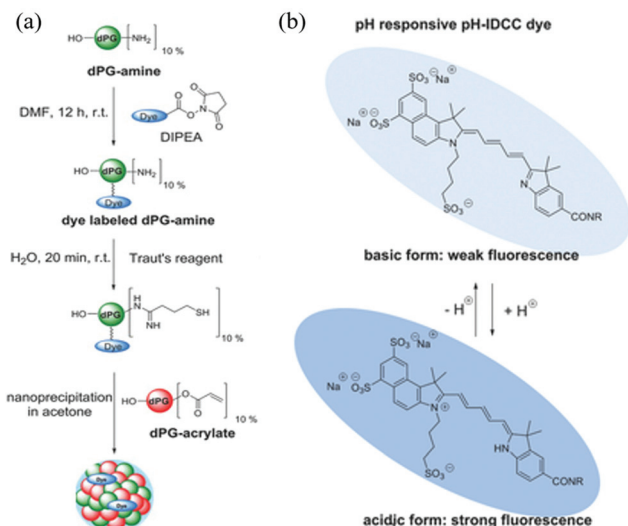 (a)
HO dPG NH2 10 %
dPG-amine
DMF, 12 h, r.t.
Dye O O N O O
DIPEA
HO dPG NH2 10 %
Dye
dye labeled dPG-amine
H2O, 20 min, r.t. Traut's reagent
HO dPG H N NH SH 10 %
Dye
nanoprecipitation
in acetone
HO dPG O O 10 %
dPG-acrylate
Dye
Dye
(b)
pH responsive pH-IDCC dye
SO3⊖ Na⊕
Na⊕
⊖SO3
N
N
SO3⊖
CONR
basic form: weak fluorescence
- H⊕ + H⊕
SO3⊖ Na⊕
Na⊕
⊖SO3
N⊕
HN
SO3⊖
CONR
acidic form: strong fluorescence